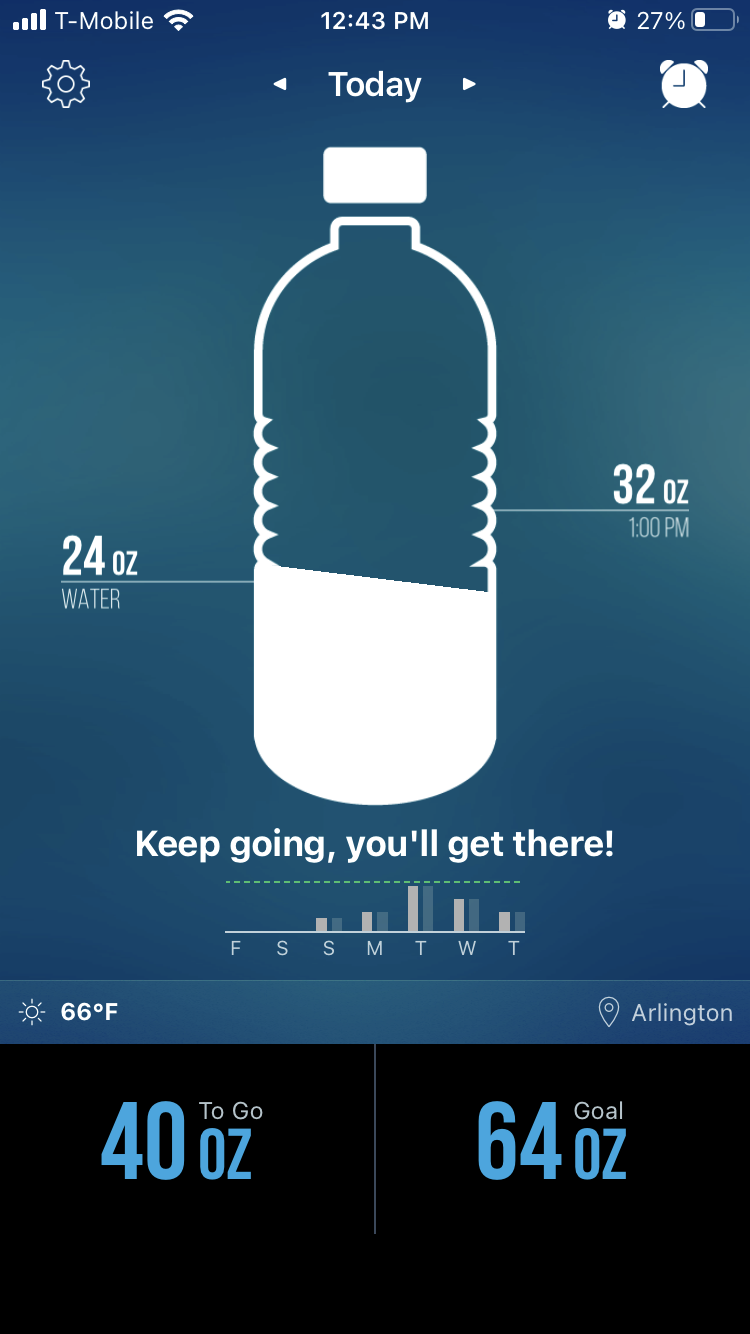 T-Mobile 12:43 PM 27%
Today
32 OZ
1:00 PM
24 OZ
WATER
Keep going, you'll get there!
F S S M T W T
66°F Arlington
40 OZ To Go
64 OZ Goal